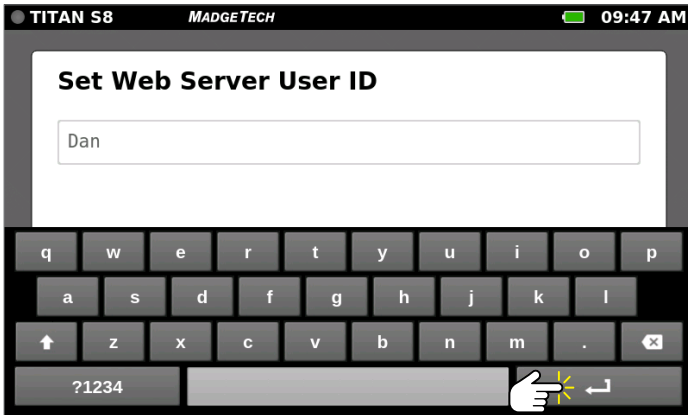 TITAN S8 MADGETECH 09:47 AM
Set Web Server User ID
Dan
q w e r t y u i o p
a s d f g h j k l
z x c v b n m .
?1234